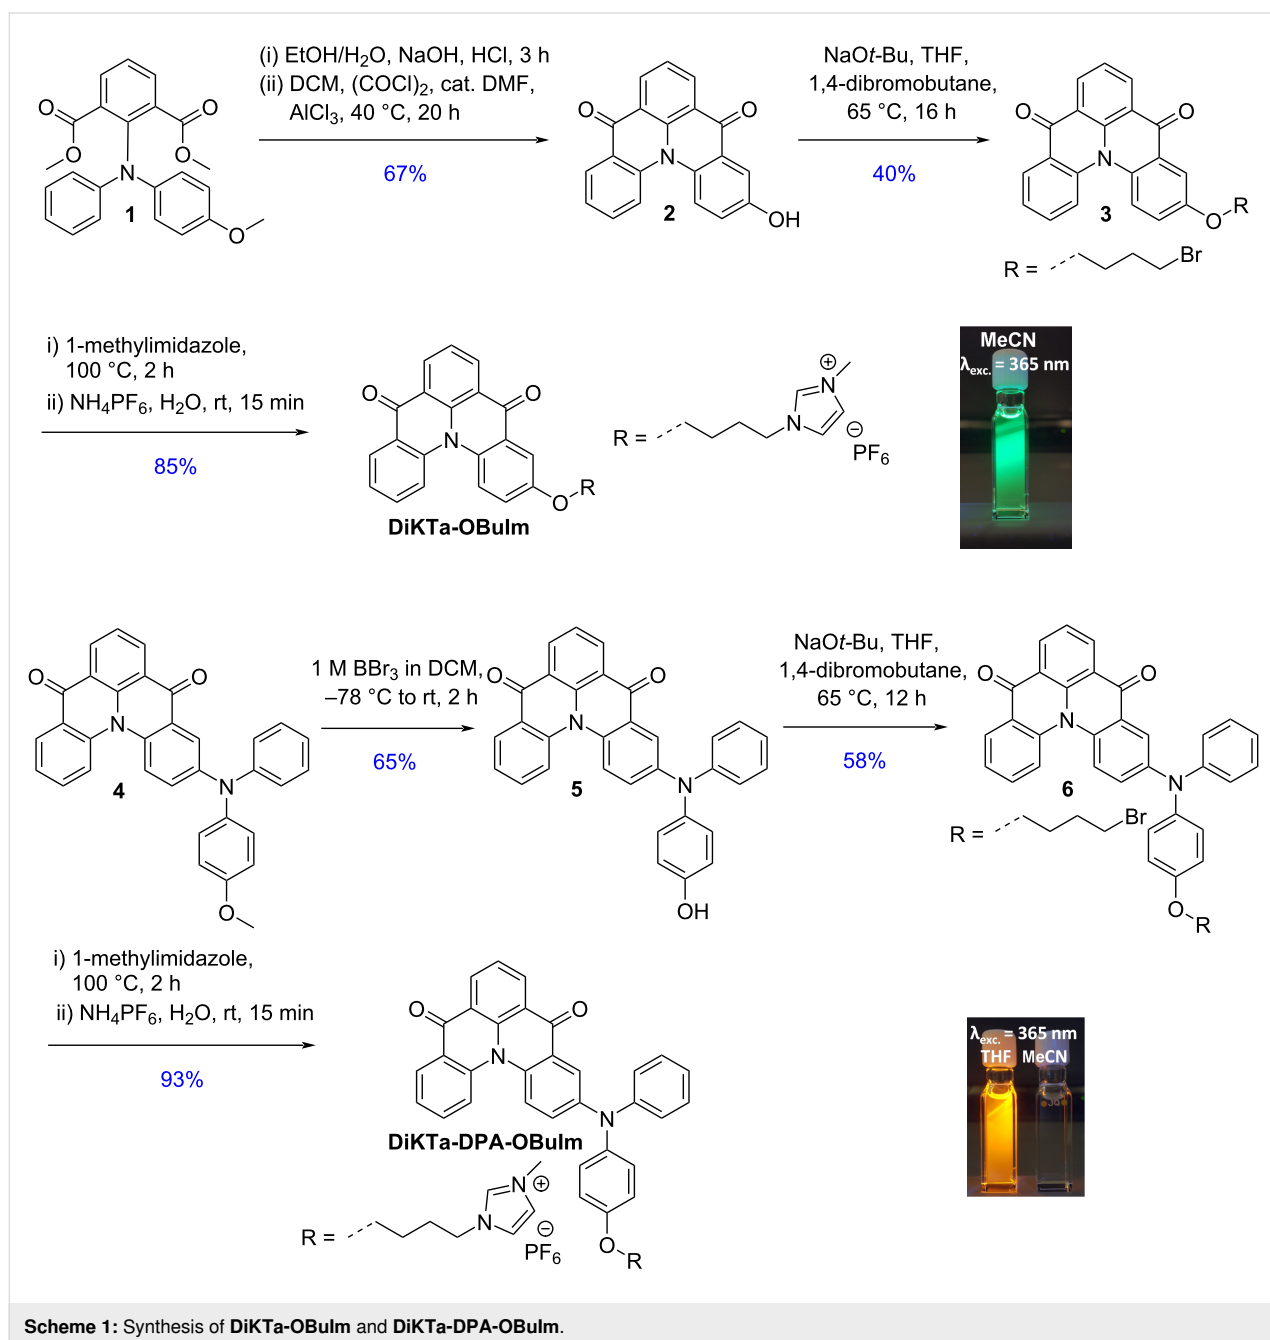 (i) EtOH/H2O, NaOH, HCl, 3 h
(ii) DCM, (COCl)2, cat. DMF,
AlCl3, 40 °C, 20 h
67%
NaOt-Bu, THF,
1,4-dibromobutane,
65 °C, 16 h
40%
O
O
O
O
N
1
O
O
O
N
2
OH
O
O
N
3
O
R
R =
Br
i) 1-methylimidazole,
100 °C, 2 h
ii) NH4PF6, H2O, rt, 15 min
85%
O
O
N
O
R
DiKTa-OBuIm
R =
N
N
+
−
PF6
MeCN
λexc. = 365 nm
O
O
N
4
N
O
1 M BBr3 in DCM,
–78 °C to rt, 2 h
65%
O
O
N
5
N
OH
NaOt-Bu, THF,
1,4-dibromobutane,
65 °C, 12 h
58%
O
O
N
6
N
R =
Br
O
R
i) 1-methylimidazole,
100 °C, 2 h
ii) NH4PF6, H2O, rt, 15 min
93%
O
O
N
N
DiKTa-DPA-OBuIm
R =
N
N
+
−
PF6
O
R
λexc. = 365 nm
THF MeCN
Scheme 1: Synthesis of DiKTa-OBuIm and DiKTa-DPA-OBuIm.